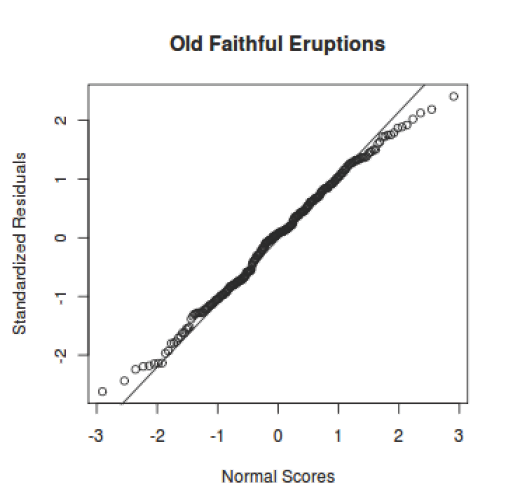 Old Faithful Eruptions
Standardized Residuals
2
1
0
-1
-2
-3 -2 -1 0 1 2 3
Normal Scores